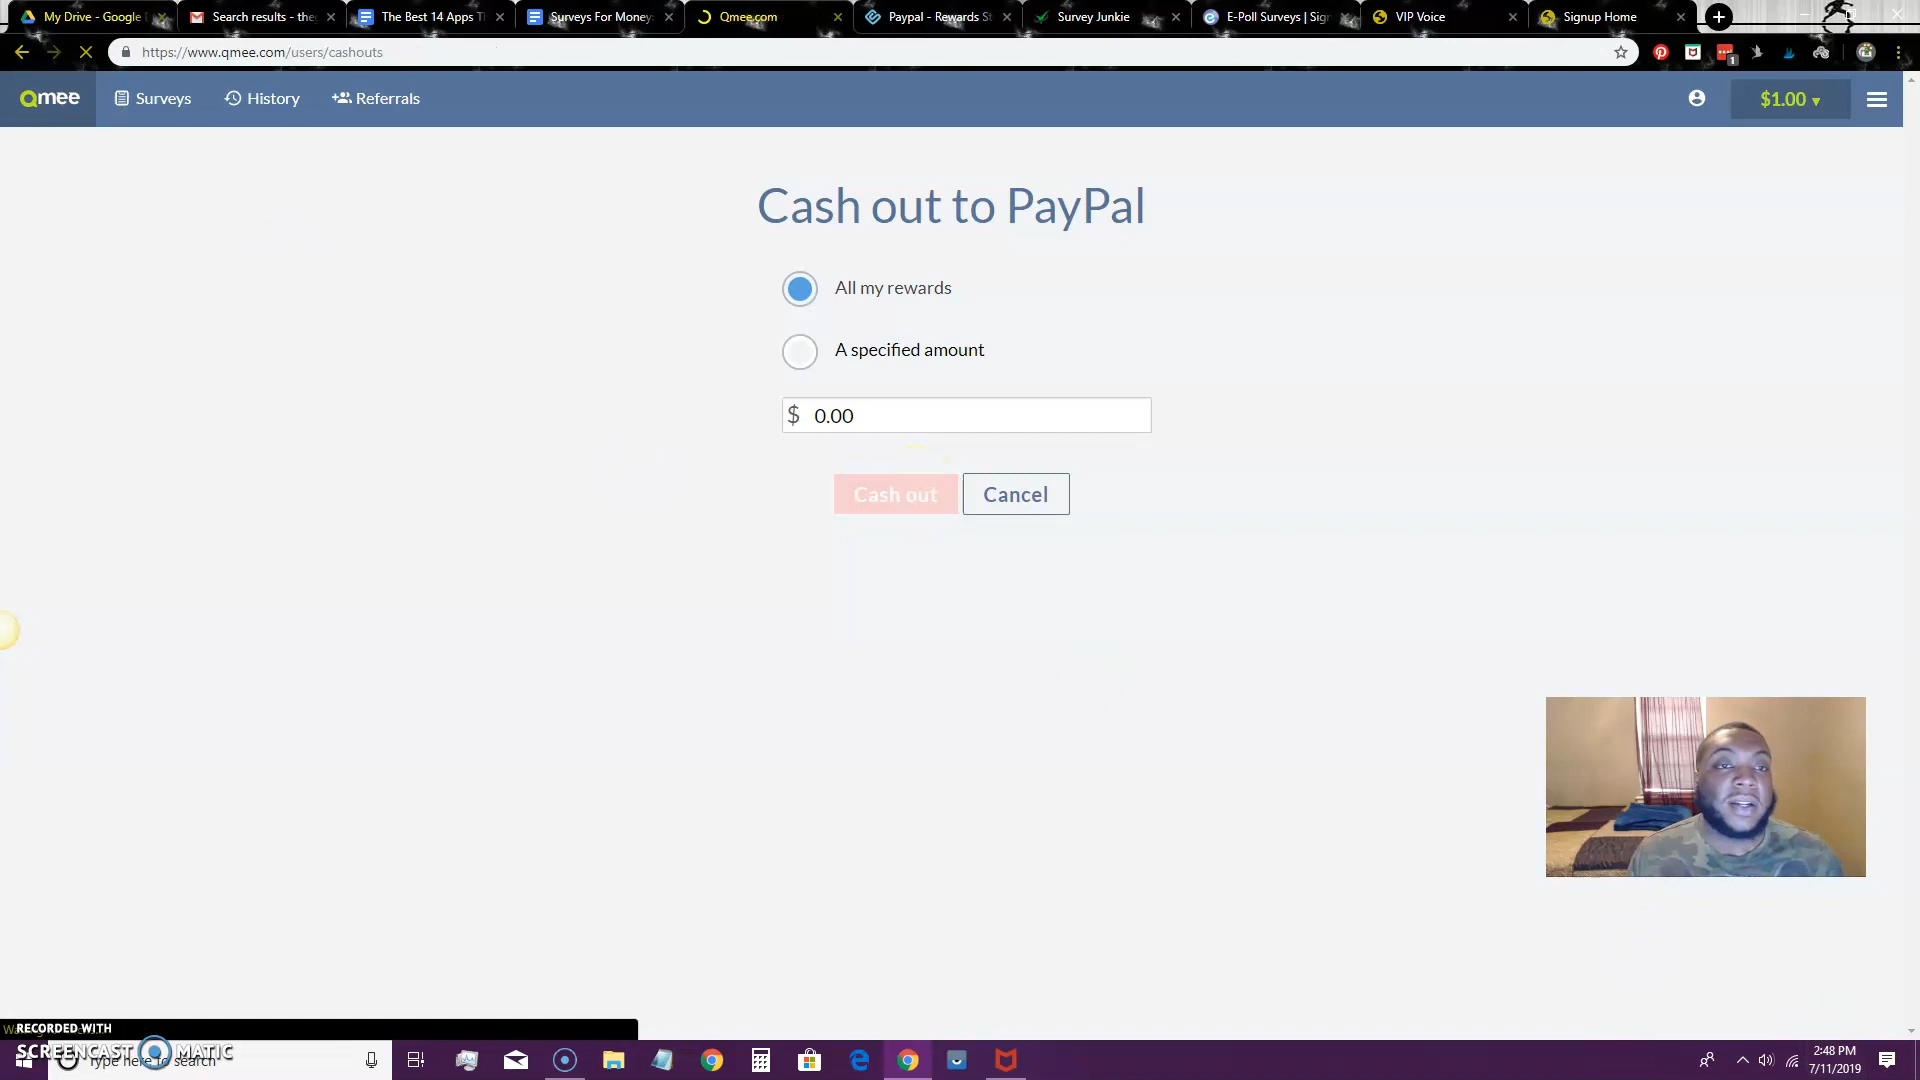 My Drive - Google
Search results - the
The Best 14 Apps T
Surveys For Money
Qmee.com
Paypal - Rewards St
Survey Junkie
E-Poll Surveys | Sign
VIP Voice
Signup Home
https://www.qmee.com/users/cashouts
1
Qmee
Surveys
History
Referrals
$1.00 ▾
Cash out to PayPal
All my rewards
A specified amount
$ 0.00
Cash out
Cancel
RECORDED WITH
SCREENCAST MATIC
Type here to search
2:48 PM
7/11/2019